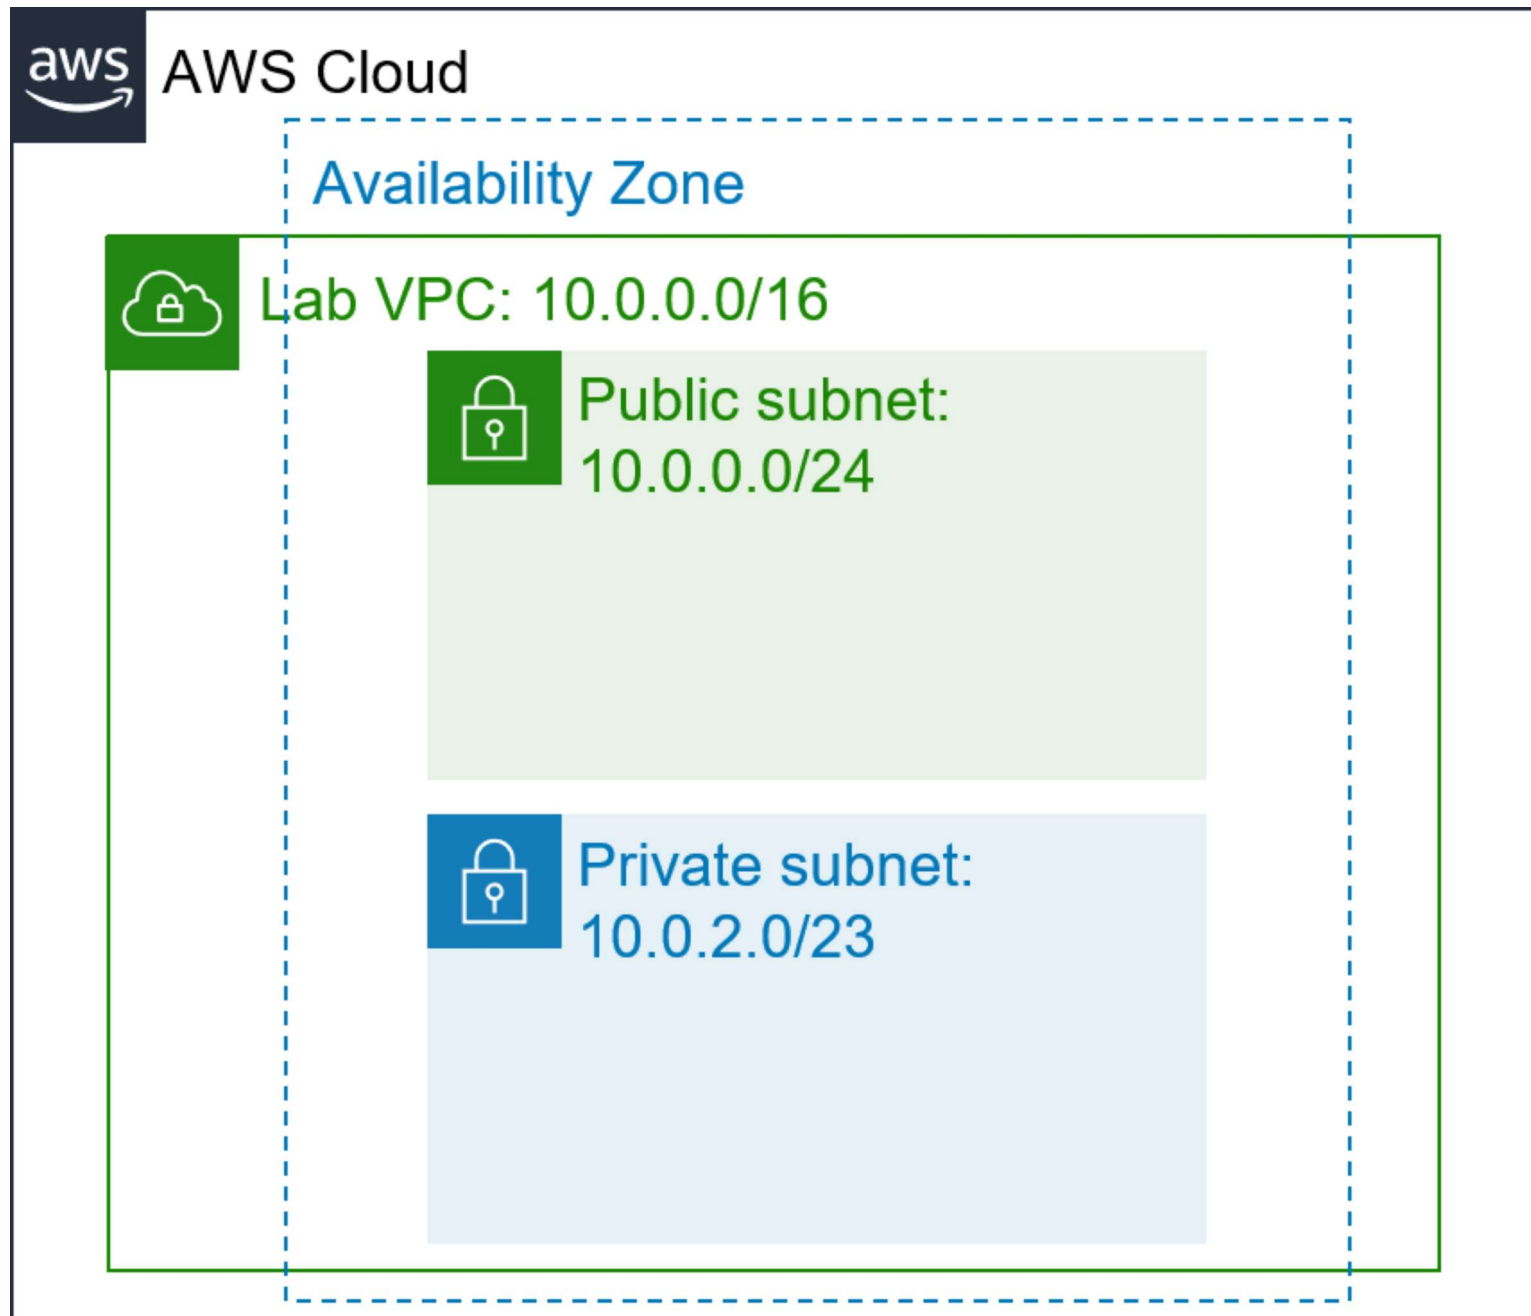 aws
AWS Cloud
Availability Zone
Lab VPC: 10.0.0.0/16
Public subnet:
10.0.0.0/24
Private subnet:
10.0.2.0/23